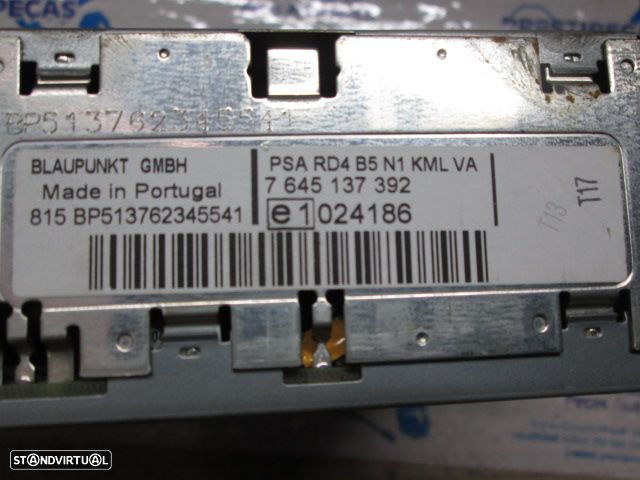 PEÇAS
BP513762345541
BLAUPUNKT GMBH
Made in Portugal
815 BP513762345541
PSA RD4 B5 N1 KML VA
7 645 137 392
e1 024186
T13
T17
STANDVIRTUAL